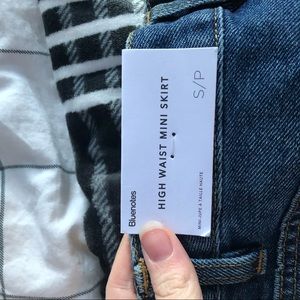 Bluenotes
HIGH WAIST MINI SKIRT
S/P
MINI-JUPE À TAILLE HAUTE